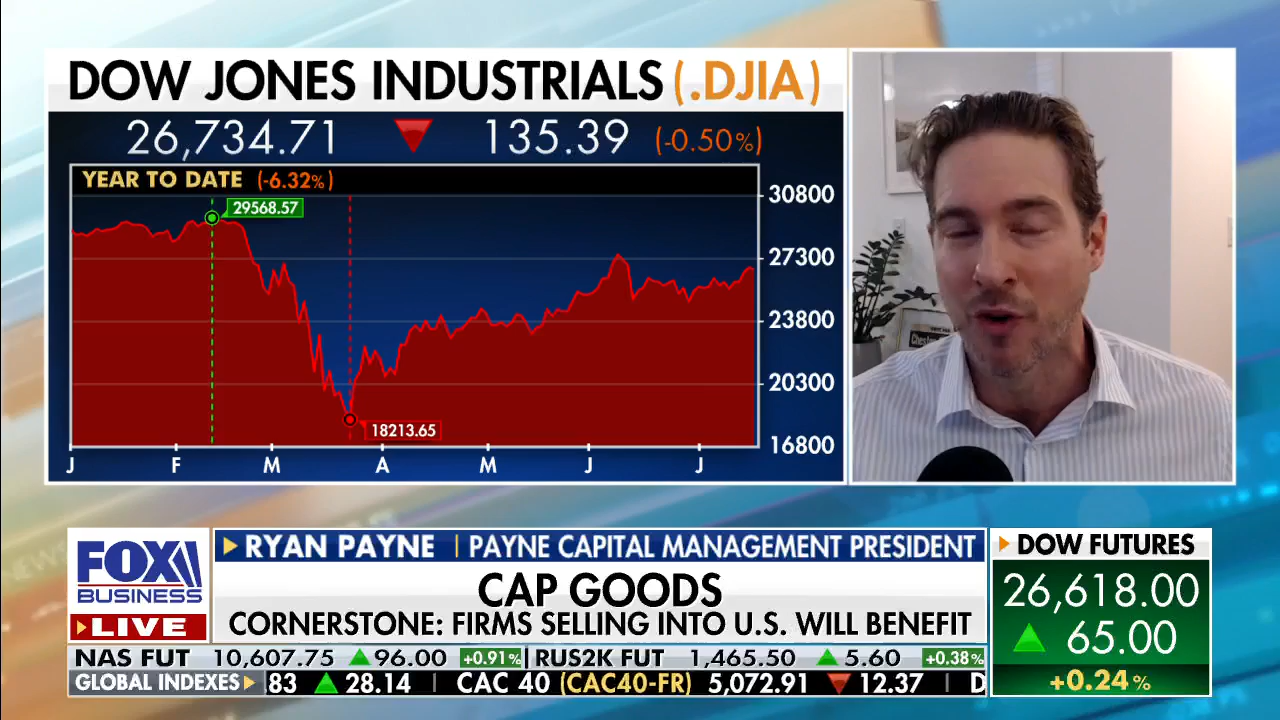 DOW JONES INDUSTRIALS (.DJIA)
26,734.71 ▼ 135.39 (-0.50%)
YEAR TO DATE (-6.32%)
29568.57
18213.65
30800
27300
23800
20300
16800
J F M A M J J
FOX
BUSINESS
LIVE
RYAN PAYNE | PAYNE CAPITAL MANAGEMENT PRESIDENT
CAP GOODS
CORNERSTONE: FIRMS SELLING INTO U.S. WILL BENEFIT
DOW FUTURES
26,618.00
▲ 65.00
+0.24%
NAS FUT 10,607.75 ▲ 96.00 +0.91% RUS2K FUT 1,465.50 ▲ 5.60 +0.38%
GLOBAL INDEXES 83 ▲ 28.14 | CAC 40 (CAC40-FR) 5,072.91 ▼ 12.37 | D